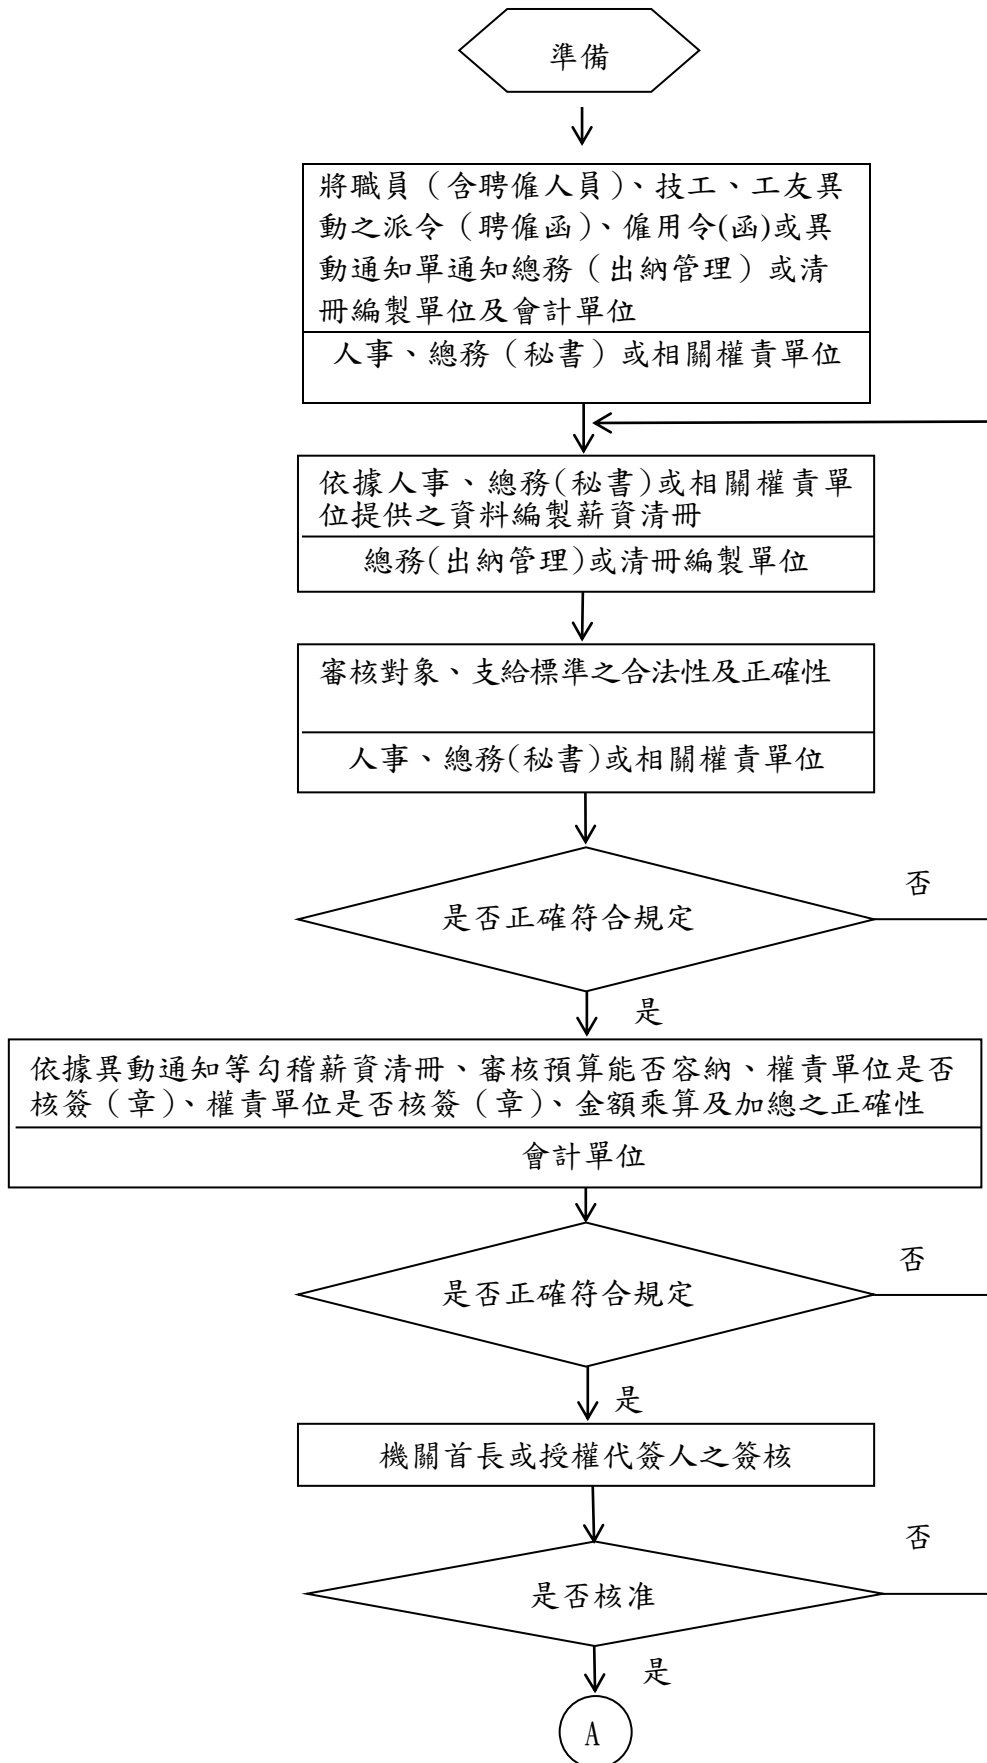 準備
將職員（含聘僱人員）、技工、工友異
動之派令（聘僱函）、僱用令(函)或異
動通知單通知總務（出納管理）或清
冊編製單位及會計單位
人事、總務（秘書）或相關權責單位
依據人事、總務(秘書)或相關權責單
位提供之資料編製薪資清冊
總務(出納管理)或清冊編製單位
審核對象、支給標準之合法性及正確性
人事、總務(秘書)或相關權責單位
否
是否正確符合規定
是
依據異動通知等勾稽薪資清冊、審核預算能否容納、權責單位是否
核簽（章）、權責單位是否核簽（章）、金額乘算及加總之正確性
會計單位
否
是否正確符合規定
是
機關首長或授權代簽人之簽核
否
是否核准
是
A